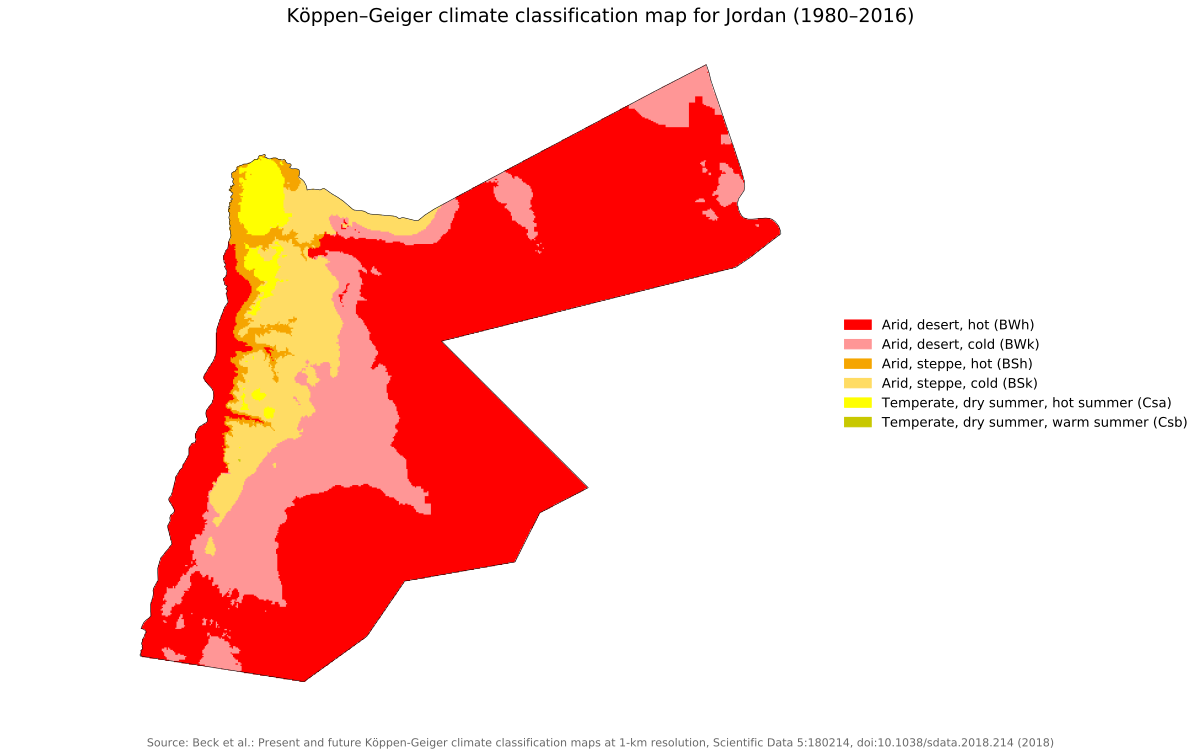 Köppen–Geiger climate classification map for Jordan (1980–2016)
Arid, desert, hot (BWh)
Arid, desert, cold (BWk)
Arid, steppe, hot (BSh)
Arid, steppe, cold (BSk)
Temperate, dry summer, hot summer (Csa)
Temperate, dry summer, warm summer (Csb)
Source: Beck et al.: Present and future Köppen-Geiger climate classification maps at 1-km resolution, Scientific Data 5:180214, doi:10.1038/sdata.2018.214 (2018)